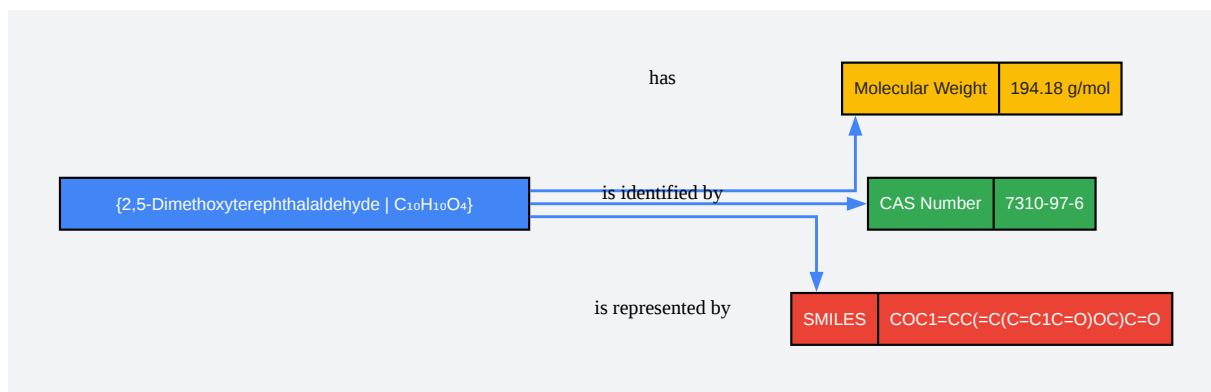 has
Molecular Weight 194.18 g/mol
{2,5-Dimethoxyterephthalaldehyde | C₁₀H₁₀O₄}
is identified by
CAS Number 7310-97-6
is represented by
SMILES COC1=CC(=C(C=C1C=O)OC)C=O